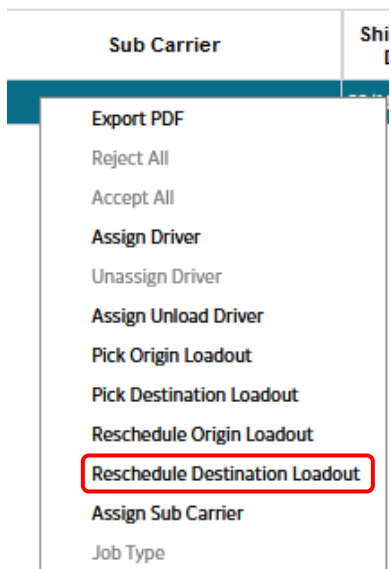 Sub Carrier
Shi
Export PDF
Reject All
Accept All
Assign Driver
Unassign Driver
Assign Unload Driver
Pick Origin Loadout
Pick Destination Loadout
Reschedule Origin Loadout
Reschedule Destination Loadout
Assign Sub Carrier
Job Type